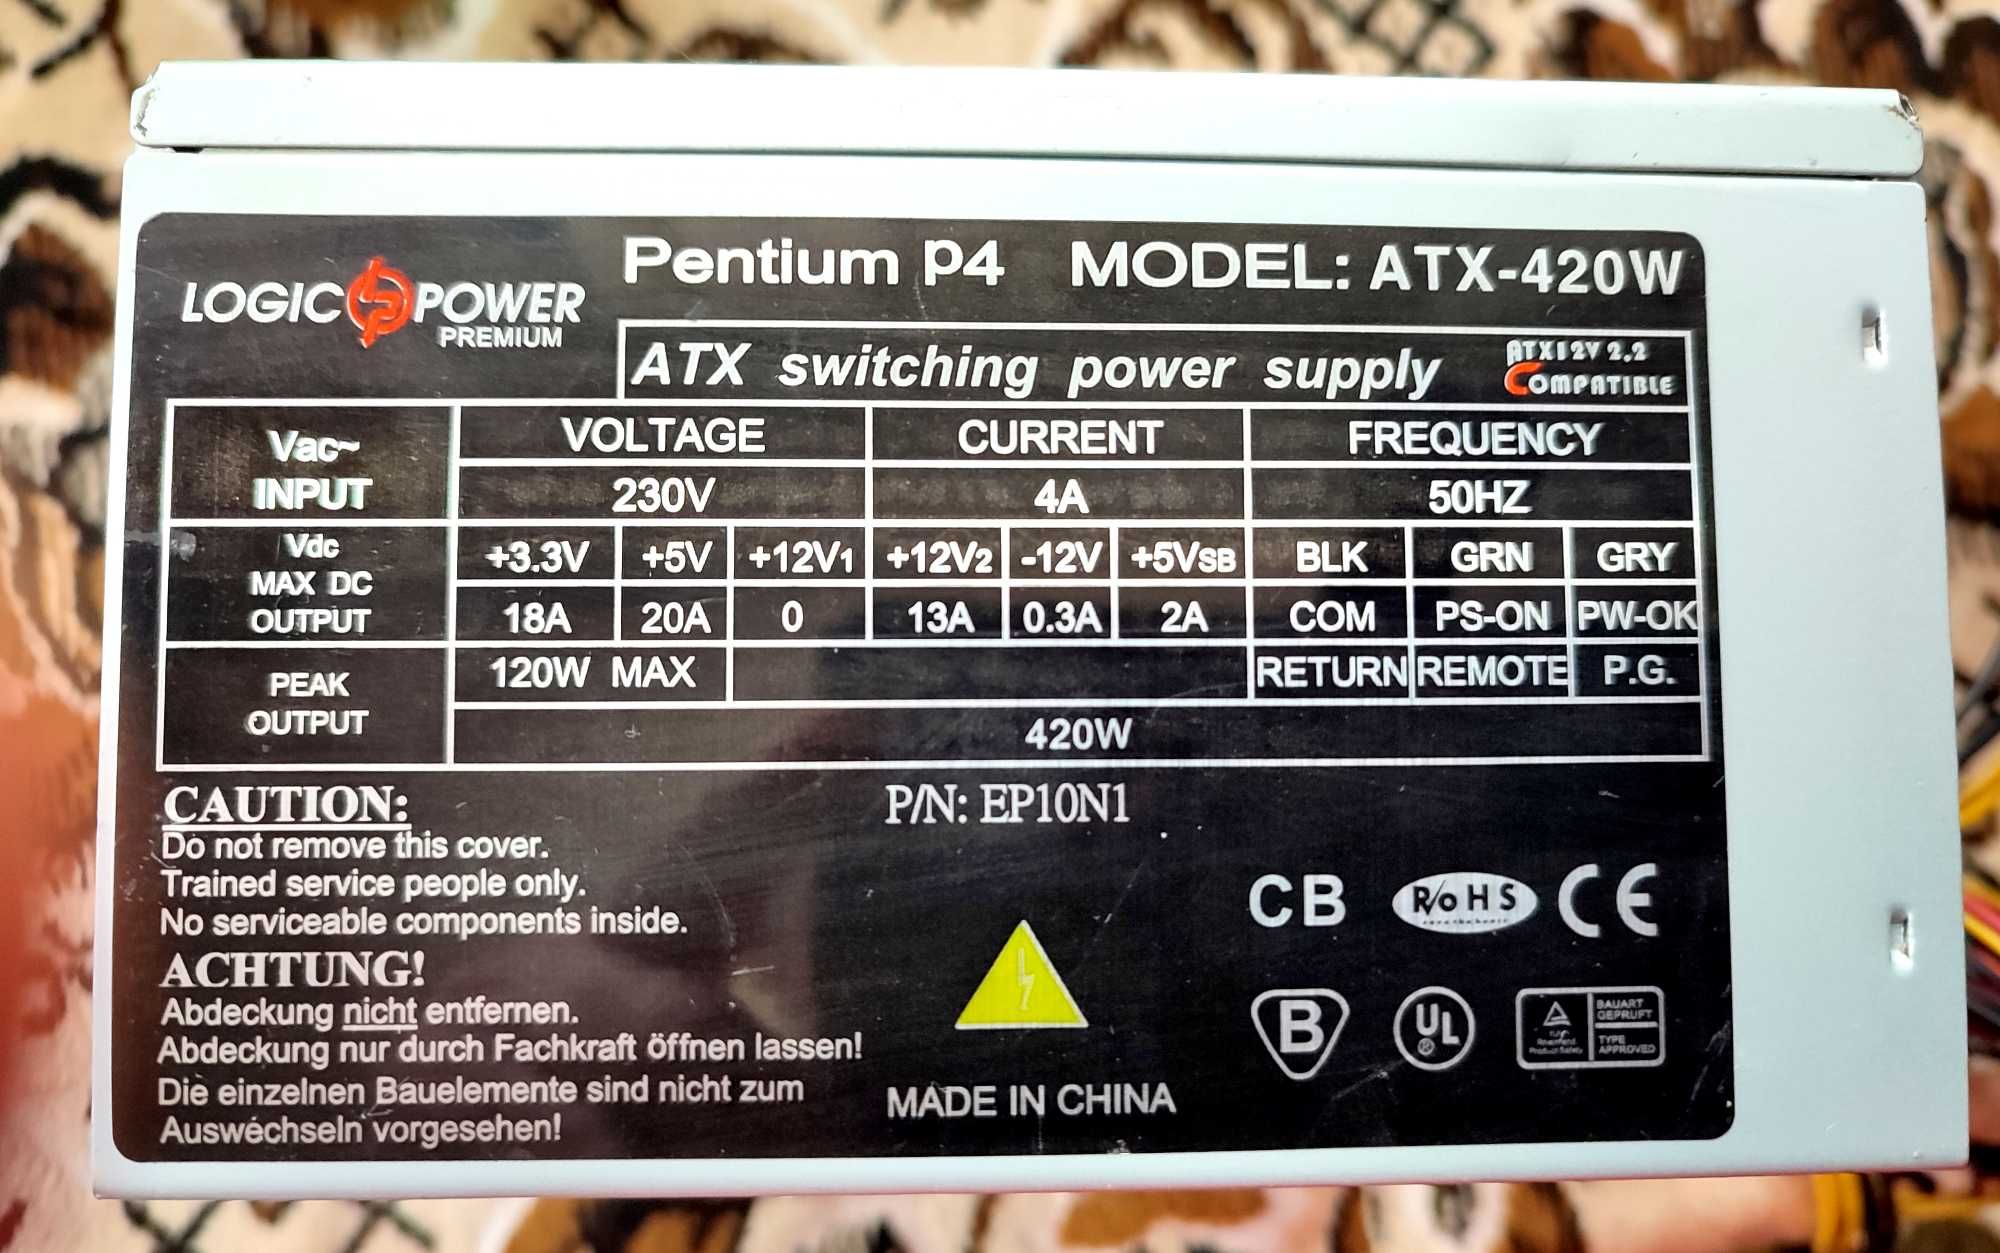 LOGIC POWER
PREMIUM
Pentium P4 MODEL: ATX-420W
ATX switching power supply
ATX12V 2.2
COMPATIBLE
Vac~
INPUT
VOLTAGE CURRENT FREQUENCY
230V 4A 50HZ
Vdc
MAX DC
OUTPUT
+3.3V +5V +12V1 +12V2 -12V +5VSB BLK GRN GRY
18A 20A 0 13A 0.3A 2A COM PS-ON PW-OK
PEAK
OUTPUT
120W MAX RETURN REMOTE P.G.
420W
CAUTION:
Do not remove this cover.
Trained service people only.
No serviceable components inside.
ACHTUNG!
Abdeckung nicht entfernen.
Abdeckung nur durch Fachkraft öffnen lassen!
Die einzelnen Bauelemente sind nicht zum
Auswechseln vorgesehen!
P/N: EP10N1
MADE IN CHINA
CB RoHS CE
B UL
Rheinland
Product Safety
BAUART
GEPRUFT
TYPE
APPROVED